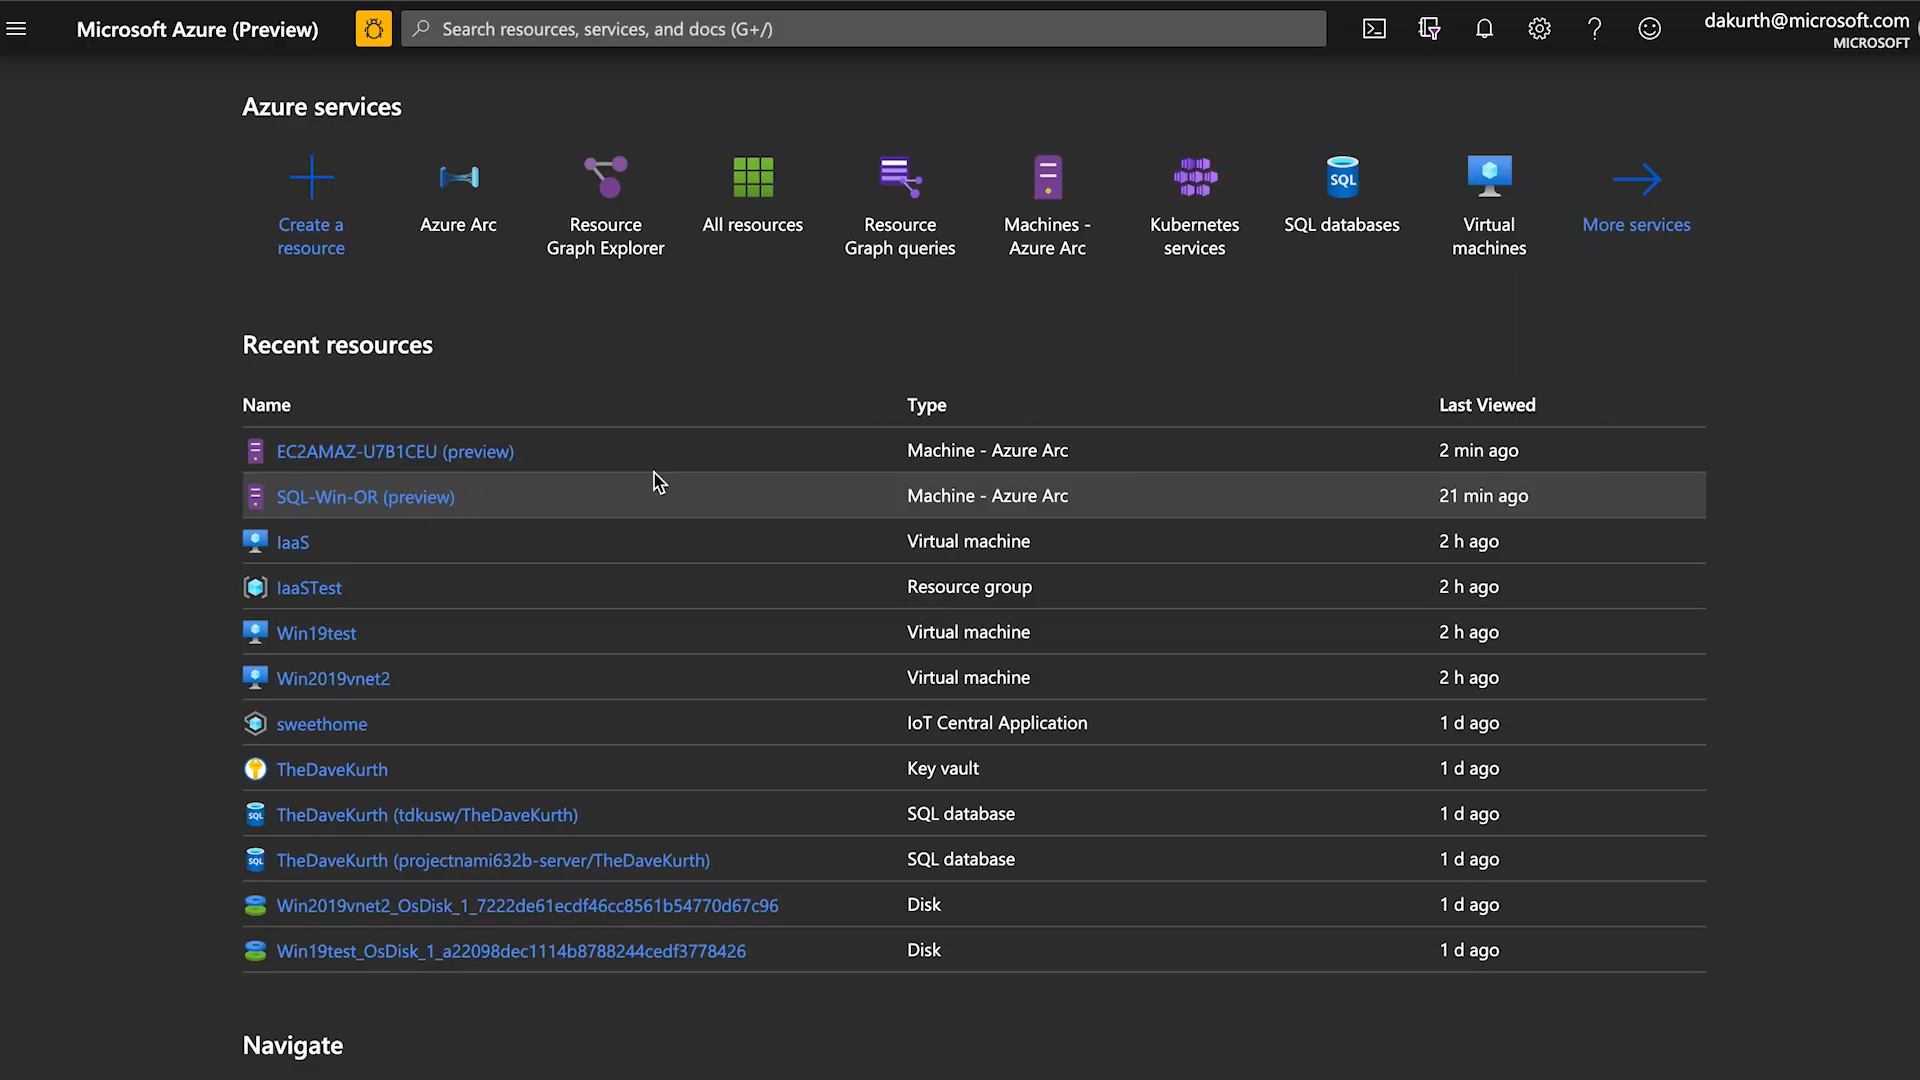 Microsoft Azure (Preview)
Search resources, services, and docs (G+/)
dakurth@microsoft.com
MICROSOFT
Azure services
Create a
resource
Azure Arc
Resource
Graph Explorer
All resources
Resource
Graph queries
Machines -
Azure Arc
Kubernetes
services
SQL
SQL databases
Virtual
machines
More services
Recent resources
Name Type Last Viewed
EC2AMAZ-U7B1CEU (preview) Machine - Azure Arc 2 min ago
SQL-Win-OR (preview) Machine - Azure Arc 21 min ago
IaaS Virtual machine 2 h ago
IaaSTest Resource group 2 h ago
Win19test Virtual machine 2 h ago
Win2019vnet2 Virtual machine 2 h ago
sweethome IoT Central Application 1 d ago
TheDaveKurth Key vault 1 d ago
SQL TheDaveKurth (tdkusw/TheDaveKurth) SQL database 1 d ago
SQL TheDaveKurth (projectnami632b-server/TheDaveKurth) SQL database 1 d ago
Win2019vnet2_OsDisk_1_7222de61ecdf46cc8561b54770d67c96 Disk 1 d ago
Win19test_OsDisk_1_a22098dec1114b8788244cedf3778426 Disk 1 d ago
Navigate